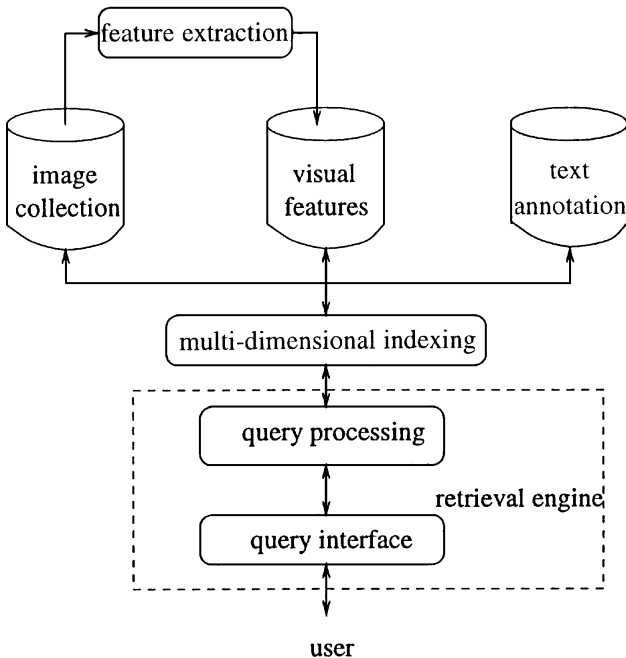 feature extraction
image
collection
visual
features
text
annotation
multi-dimensional indexing
query processing
retrieval engine
query interface
user